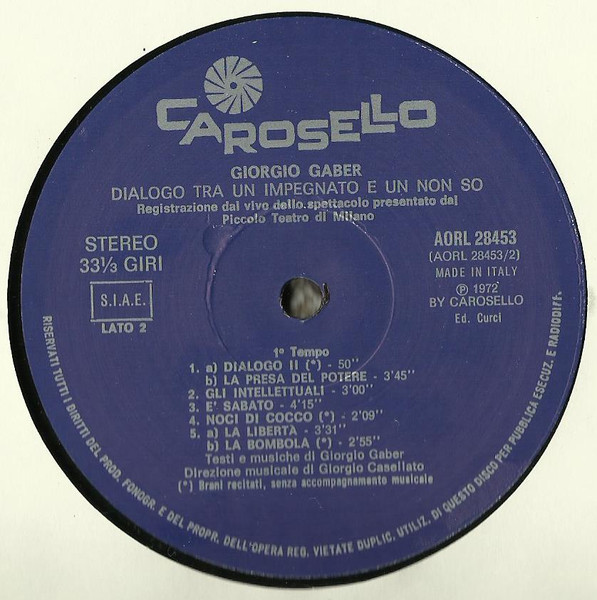 CAROSELLO
GIORGIO GABER
DIALOGO TRA UN IMPEGNATO E UN NON SO
Registrazione dal vivo dello spettacolo presentato dal
Piccolo Teatro di Milano
STEREO
33⅓ GIRI
S.I.A.E.
LATO 2
AORL 28453
(AORL 28453/2)
MADE IN ITALY
℗ 1972
BY CAROSELLO
Ed. Curci
1º Tempo
1. a) DIALOGO II (*) - 50''
b) LA PRESA DEL POTERE - 3'45''
2. GLI INTELLETTUALI - 3'00''
3. E' SABATO - 4'15''
4. NOCI DI COCCO (*) - 2'09''
5. a) LA LIBERTÀ - 3'31''
b) LA BOMBOLA (*) - 2'55''
Testi e musiche di Giorgio Gaber
Direzione musicale di Giorgio Casellato
(*) Brani recitati, senza accompagnamento musicale
RISERVATI TUTTI I DIRITTI DEL PROD. FONOGR. E DEL PROPR. DELL'OPERA REG. VIETATE DUPLIC. UTILIZ. DI QUESTO DISCO PER PUBBLICA ESECUZ. E RADIODIFF.